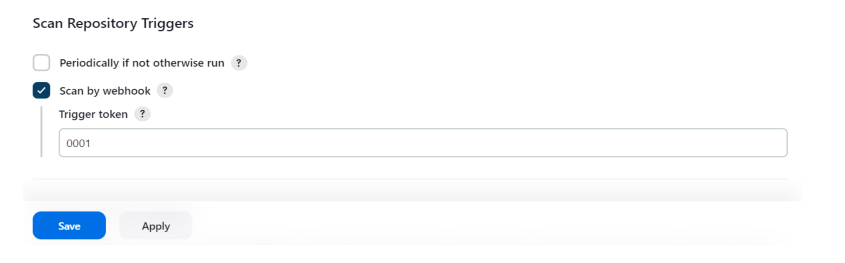 Scan Repository Triggers
Periodically if not otherwise run ?
Scan by webhook ?
Trigger token ?
0001
Save Apply